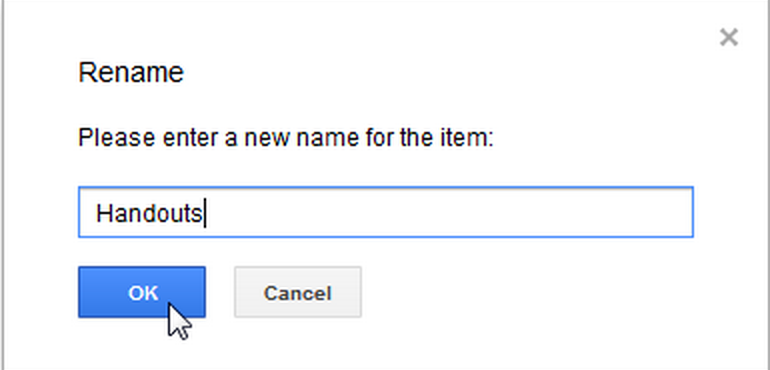 Rename
Please enter a new name for the item:
Handouts
OK
Cancel